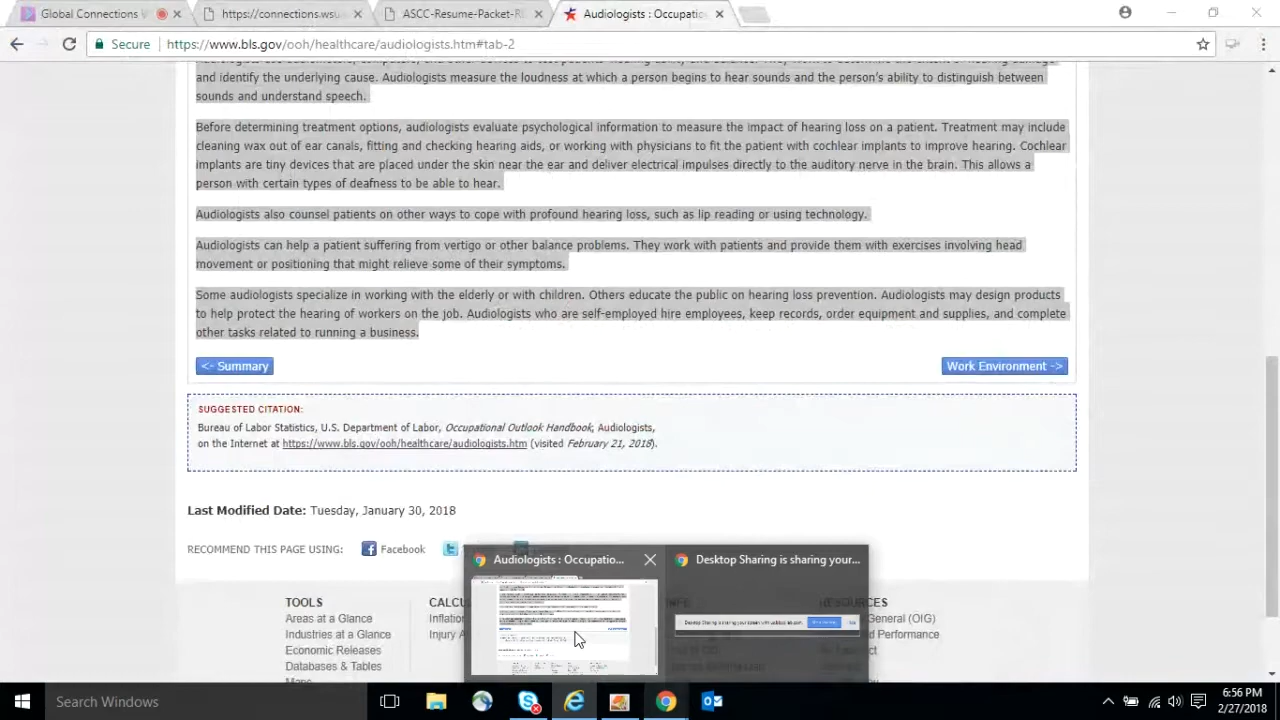 Global Connections
https://connections.wsu
ASCC-Resume-Packet-RE
Audiologists : Occupatio
Secure
https://www.bls.gov/ooh/healthcare/audiologists.htm#tab-2
and identify the underlying cause. Audiologists measure the loudness at which a person begins to hear sounds and the person's ability to distinguish between
sounds and understand speech.
Before determining treatment options, audiologists evaluate psychological information to measure the impact of hearing loss on a patient. Treatment may include
cleaning wax out of ear canals, fitting and checking hearing aids, or working with physicians to fit the patient with cochlear implants to improve hearing. Cochlear
implants are tiny devices that are placed under the skin near the ear and deliver electrical impulses directly to the auditory nerve in the brain. This allows a
person with certain types of deafness to be able to hear.
Audiologists also counsel patients on other ways to cope with profound hearing loss, such as lip reading or using technology.
Audiologists can help a patient suffering from vertigo or other balance problems. They work with patients and provide them with exercises involving head
movement or positioning that might relieve some of their symptoms.
Some audiologists specialize in working with the elderly or with children. Others educate the public on hearing loss prevention. Audiologists may design products
to help protect the hearing of workers on the job. Audiologists who are self-employed hire employees, keep records, order equipment and supplies, and complete
other tasks related to running a business.
<- Summary
Work Environment ->
SUGGESTED CITATION:
Bureau of Labor Statistics, U.S. Department of Labor, Occupational Outlook Handbook, Audiologists,
on the Internet at https://www.bls.gov/ooh/healthcare/audiologists.htm (visited February 21, 2018).
Last Modified Date: Tuesday, January 30, 2018
RECOMMEND THIS PAGE USING:
Facebook
Audiologists : Occupatio...
Desktop Sharing is sharing your...
TOOLS
RESOURCES
Areas at a Glance
General (OIG)
Industries at a Glance
d Performance
Economic Releases
Databases & Tables
Maps
Search Windows
6:56 PM
2/27/2018